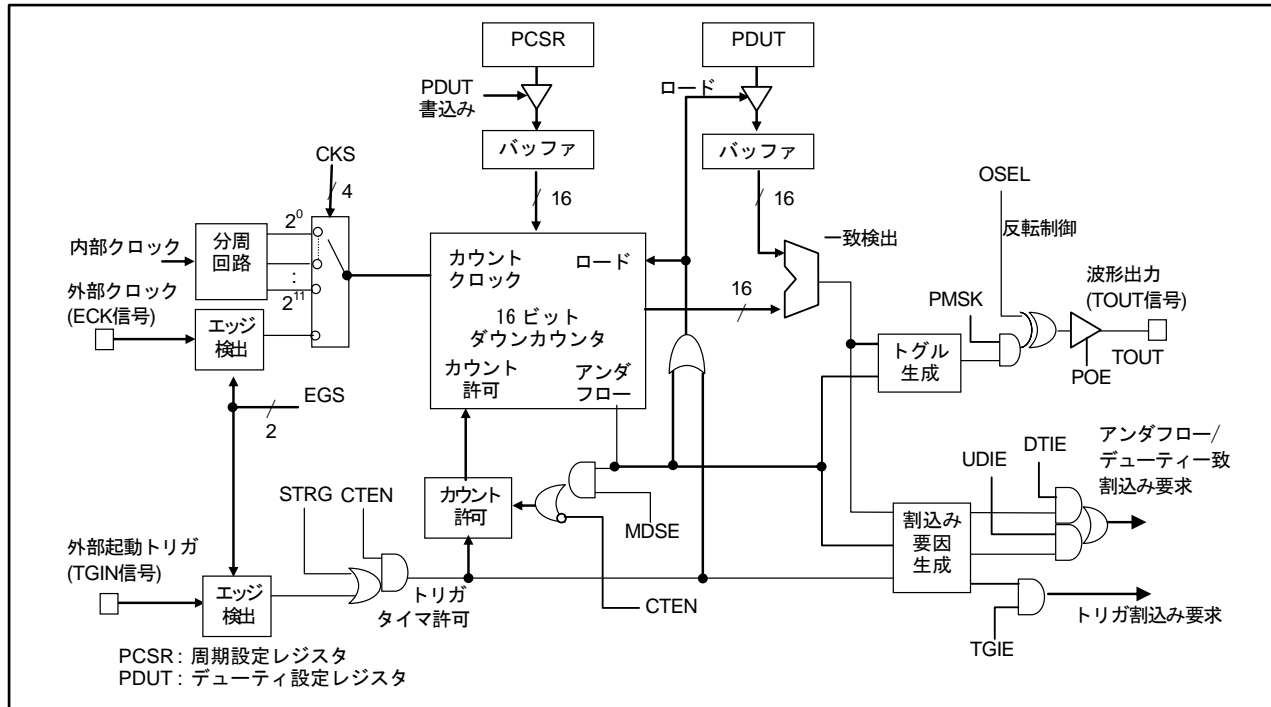 PCSR
PDUT
PDUT
書込み
ロード
バッファ
バッファ
CKS
4
16
16
OSEL
反転制御
2⁰
:
2¹¹
内部クロック
分周
回路
外部クロック
(ECK信号)
エッジ
検出
カウント
クロック
ロード
16 ビット
ダウンカウンタ
カウント
許可
アンダ
フロー
一致検出
16
PMSK
波形出力
(TOUT信号)
トグル
生成
TOUT
POE
EGS
2
STRG
CTEN
カウント
許可
MDSE
CTEN
UDIE
DTIE
アンダフロー/
デューティ一致
割込み要求
割込み
要因
生成
外部起動トリガ
(TGIN信号)
エッジ
検出
トリガ
タイマ許可
トリガ割込み要求
TGIE
PCSR : 周期設定レジスタ
PDUT : デューティ設定レジスタ